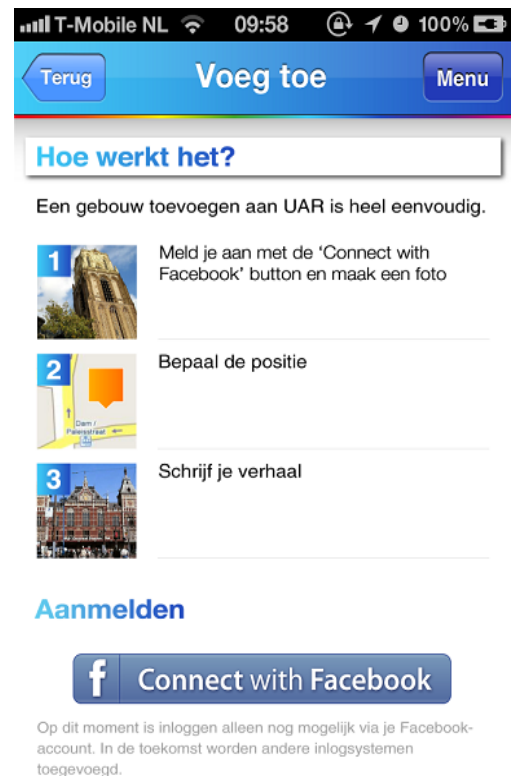 T-Mobile NL 09:58 100%
Terug Voeg toe Menu
Hoe werkt het?
Een gebouw toevoegen aan UAR is heel eenvoudig.
1
Meld je aan met de ‘Connect with
Facebook’ button en maak een foto
2
Bepaal de positie
Dam /
Paleisstraat
3
Schrijf je verhaal
Aanmelden
f Connect with Facebook
Op dit moment is inloggen alleen nog mogelijk via je Facebook-
account. In de toekomst worden andere inlogsystemen
toegevoegd.